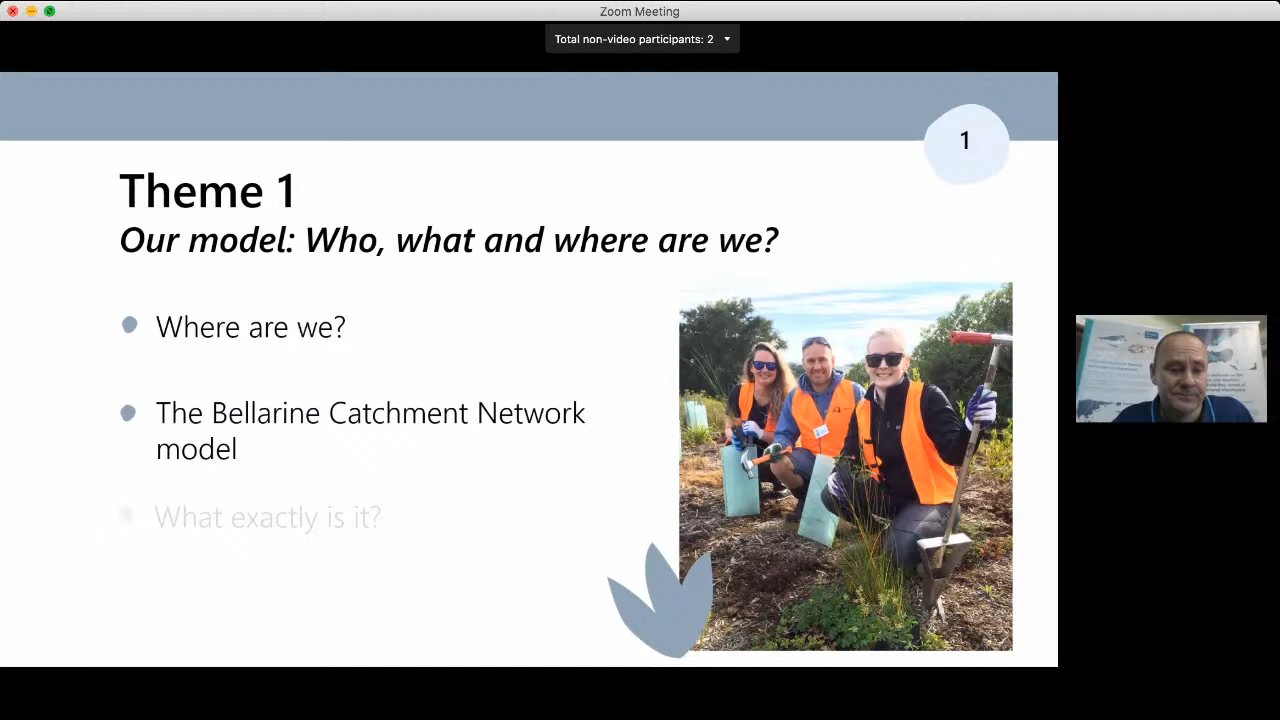 Zoom Meeting
Total non-video participants: 2
1
Theme 1
Our model: Who, what and where are we?
Where are we?
The Bellarine Catchment Network
model
What exactly is it?